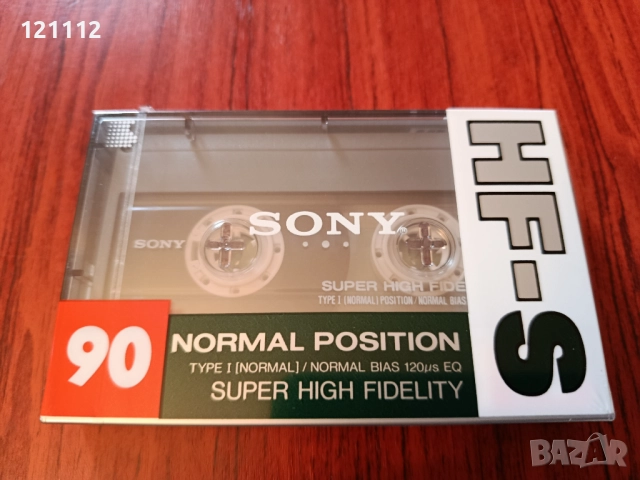 121112
SONY®
SONY
SUPER HIGH FIDE
TYPE I [NORMAL] POSITION/NORMAL BIAS
HF-S
90
NORMAL POSITION
TYPE I [NORMAL] / NORMAL BIAS 120μs EQ
SUPER HIGH FIDELITY
BAZAR